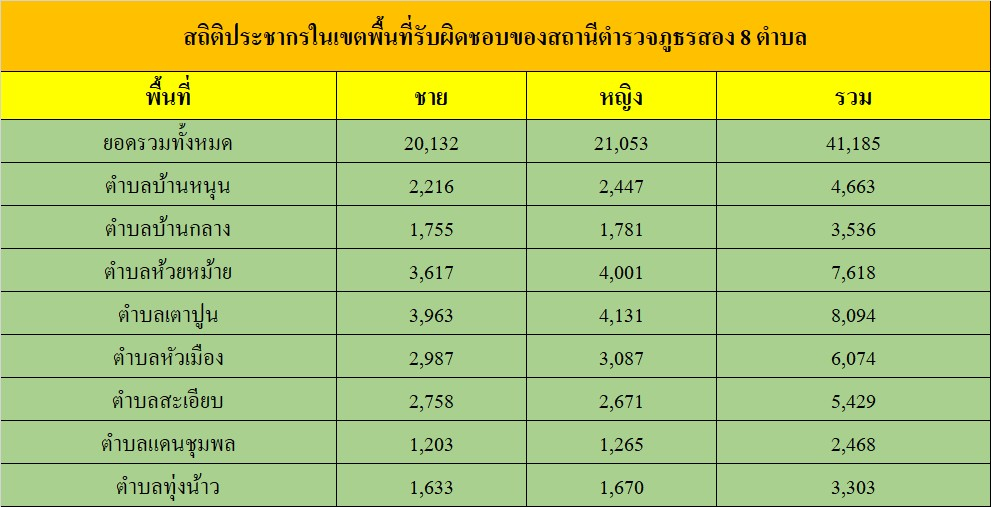 สถิติประชากรในเขตพื้นที่รับผิดชอบของสถานีตำรวจภูธรสอง 8 ตำบล
พื้นที่ ชาย หญิง รวม
ยอดรวมทั้งหมด 20,132 21,053 41,185
ตำบลบ้านหนุน 2,216 2,447 4,663
ตำบลบ้านกลาง 1,755 1,781 3,536
ตำบลห้วยหม้าย 3,617 4,001 7,618
ตำบลเตาปูน 3,963 4,131 8,094
ตำบลหัวเมือง 2,987 3,087 6,074
ตำบลสะเอียบ 2,758 2,671 5,429
ตำบลแดนชุมพล 1,203 1,265 2,468
ตำบลทุ่งน้าว 1,633 1,670 3,303